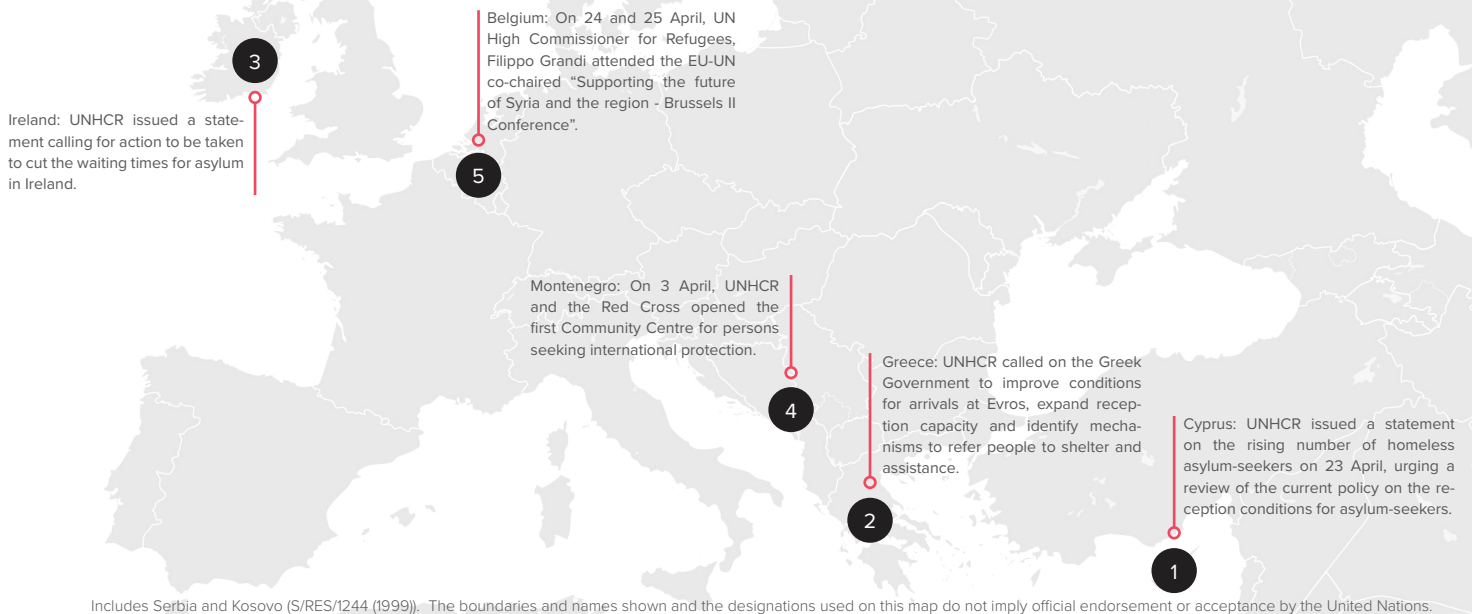 3
Ireland: UNHCR issued a state-
ment calling for action to be taken
to cut the waiting times for asylum
in Ireland.
Belgium: On 24 and 25 April, UN
High Commissioner for Refugees,
Filippo Grandi attended the EU-UN
co-chaired “Supporting the future
of Syria and the region - Brussels II
Conference”.
5
Montenegro: On 3 April, UNHCR
and the Red Cross opened the
first Community Centre for persons
seeking international protection.
4
Greece: UNHCR called on the Greek
Government to improve conditions
for arrivals at Evros, expand recep-
tion capacity and identify mecha-
nisms to refer people to shelter and
assistance.
2
Cyprus: UNHCR issued a statement
on the rising number of homeless
asylum-seekers on 23 April, urging a
review of the current policy on the re-
ception conditions for asylum-seekers.
1
Includes Serbia and Kosovo (S/RES/1244 (1999)). The boundaries and names shown and the designations used on this map do not imply official endorsement or acceptance by the United Nations.